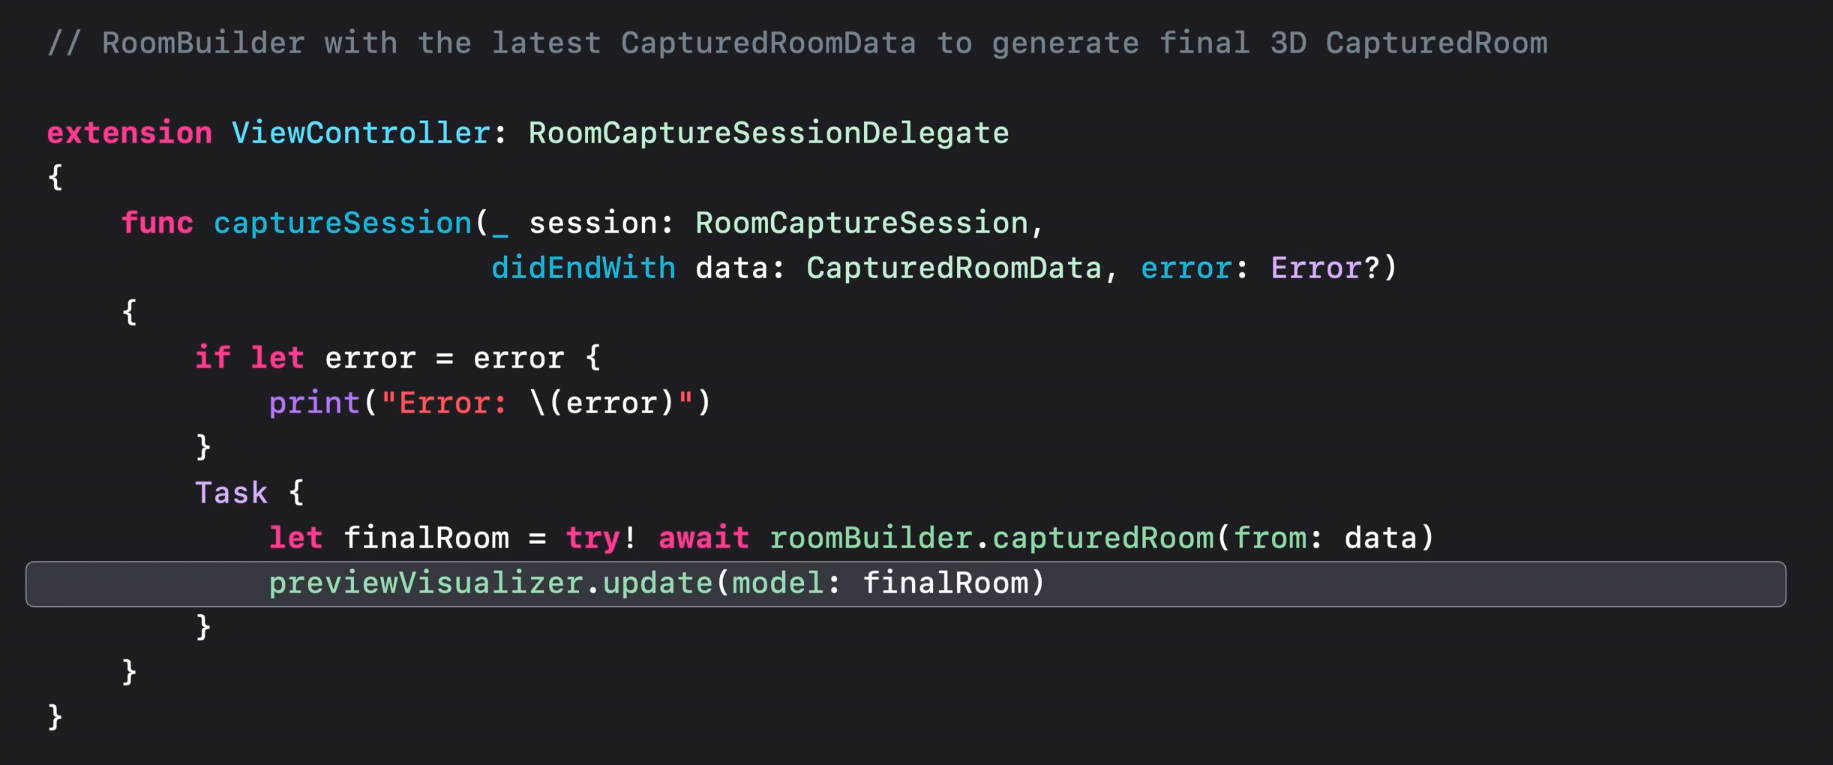 // RoomBuilder with the latest CapturedRoomData to generate final 3D CapturedRoom
extension ViewController: RoomCaptureSessionDelegate
{
    func captureSession(_ session: RoomCaptureSession,
                        didEndWith data: CapturedRoomData, error: Error?)
    {
        if let error = error {
            print("Error: \(error)")
        }
        Task {
            let finalRoom = try! await roomBuilder.capturedRoom(from: data)
            previewVisualizer.update(model: finalRoom)
        }
    }
}